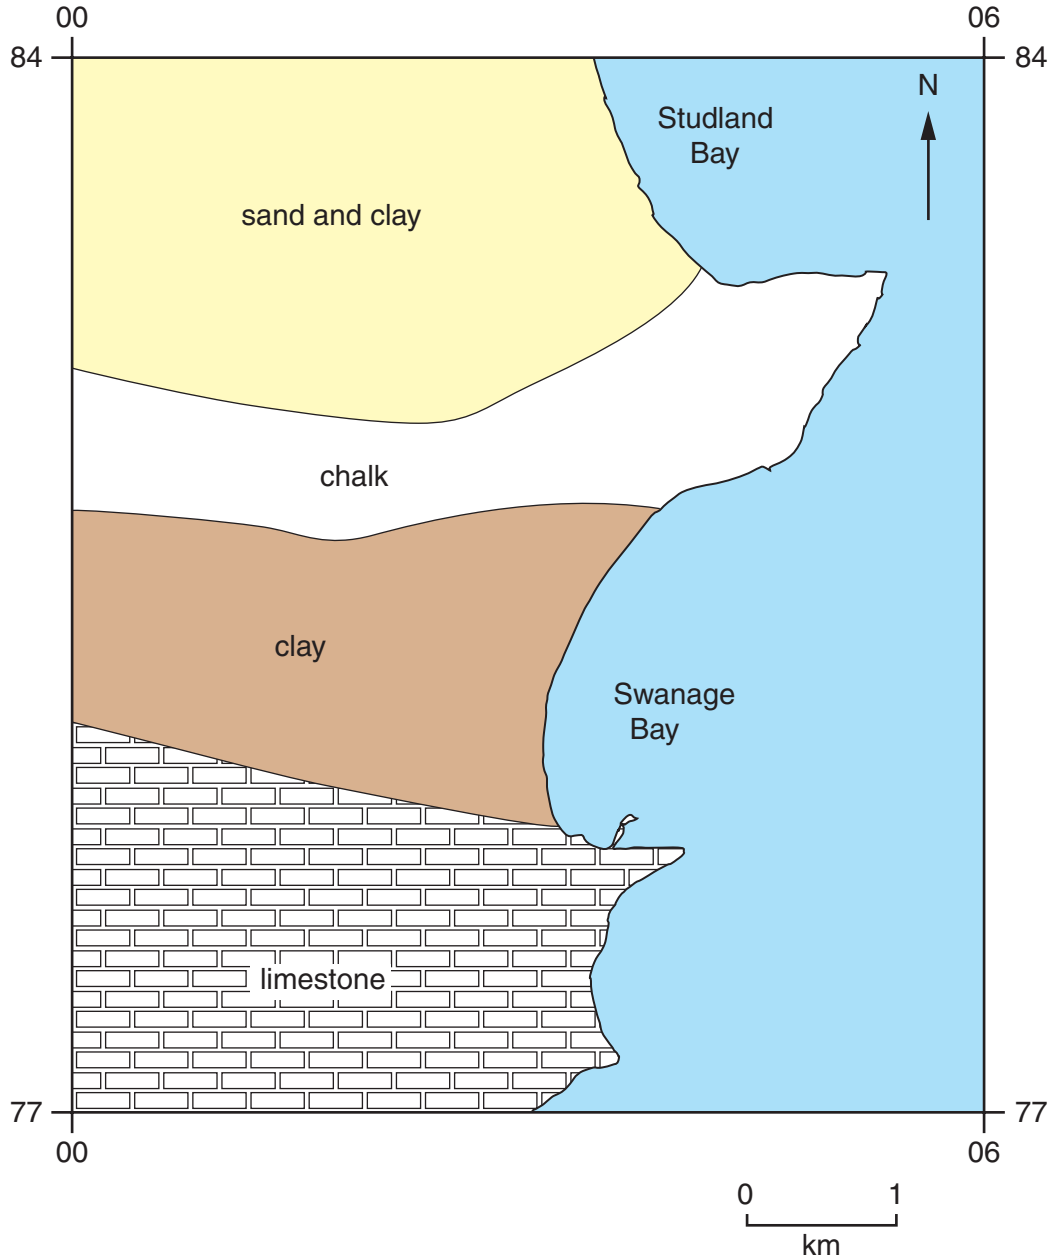 00
06
84
84
N
Studland
Bay
sand and clay
chalk
clay
Swanage
Bay
limestone
77
77
00
06
0
1
km